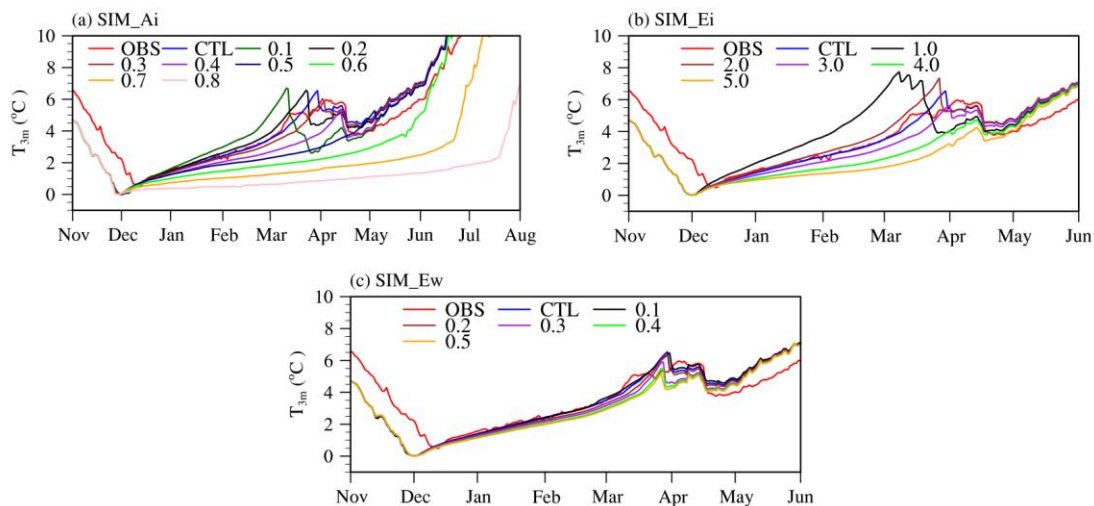 (a) SIM_Ai
10
8
6
4
2
0
T3m (°C)
OBS CTL 0.1 0.2
0.3 0.4 0.5 0.6
0.7 0.8
Nov Dec Jan Feb Mar Apr May Jun Jul Aug
(b) SIM_Ei
10
8
6
4
2
0
T3m (°C)
OBS CTL 1.0
2.0 3.0 4.0
5.0
Nov Dec Jan Feb Mar Apr May Jun
(c) SIM_Ew
10
8
6
4
2
0
T3m (°C)
OBS CTL 0.1
0.2 0.3 0.4
0.5
Nov Dec Jan Feb Mar Apr May Jun